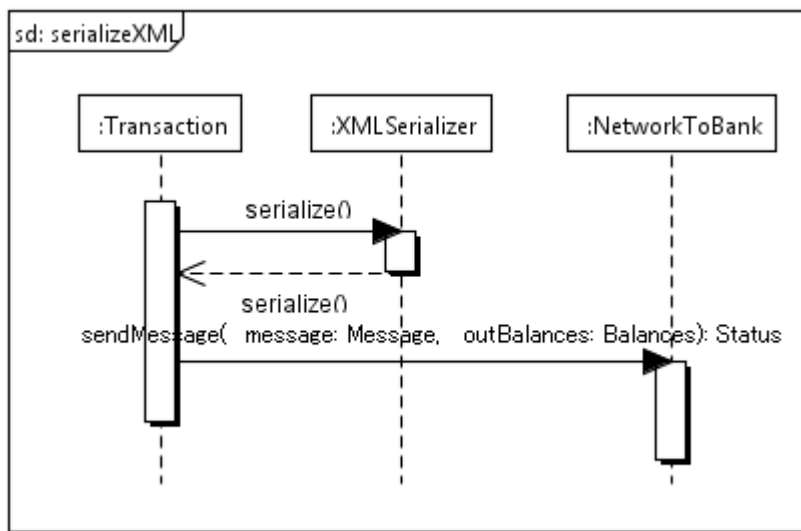 sd: serializeXML
:Transaction
:XMLSerializer
:NetworkToBank
serialize()
serialize()
sendMessage( message: Message, outBalances: Balances): Status